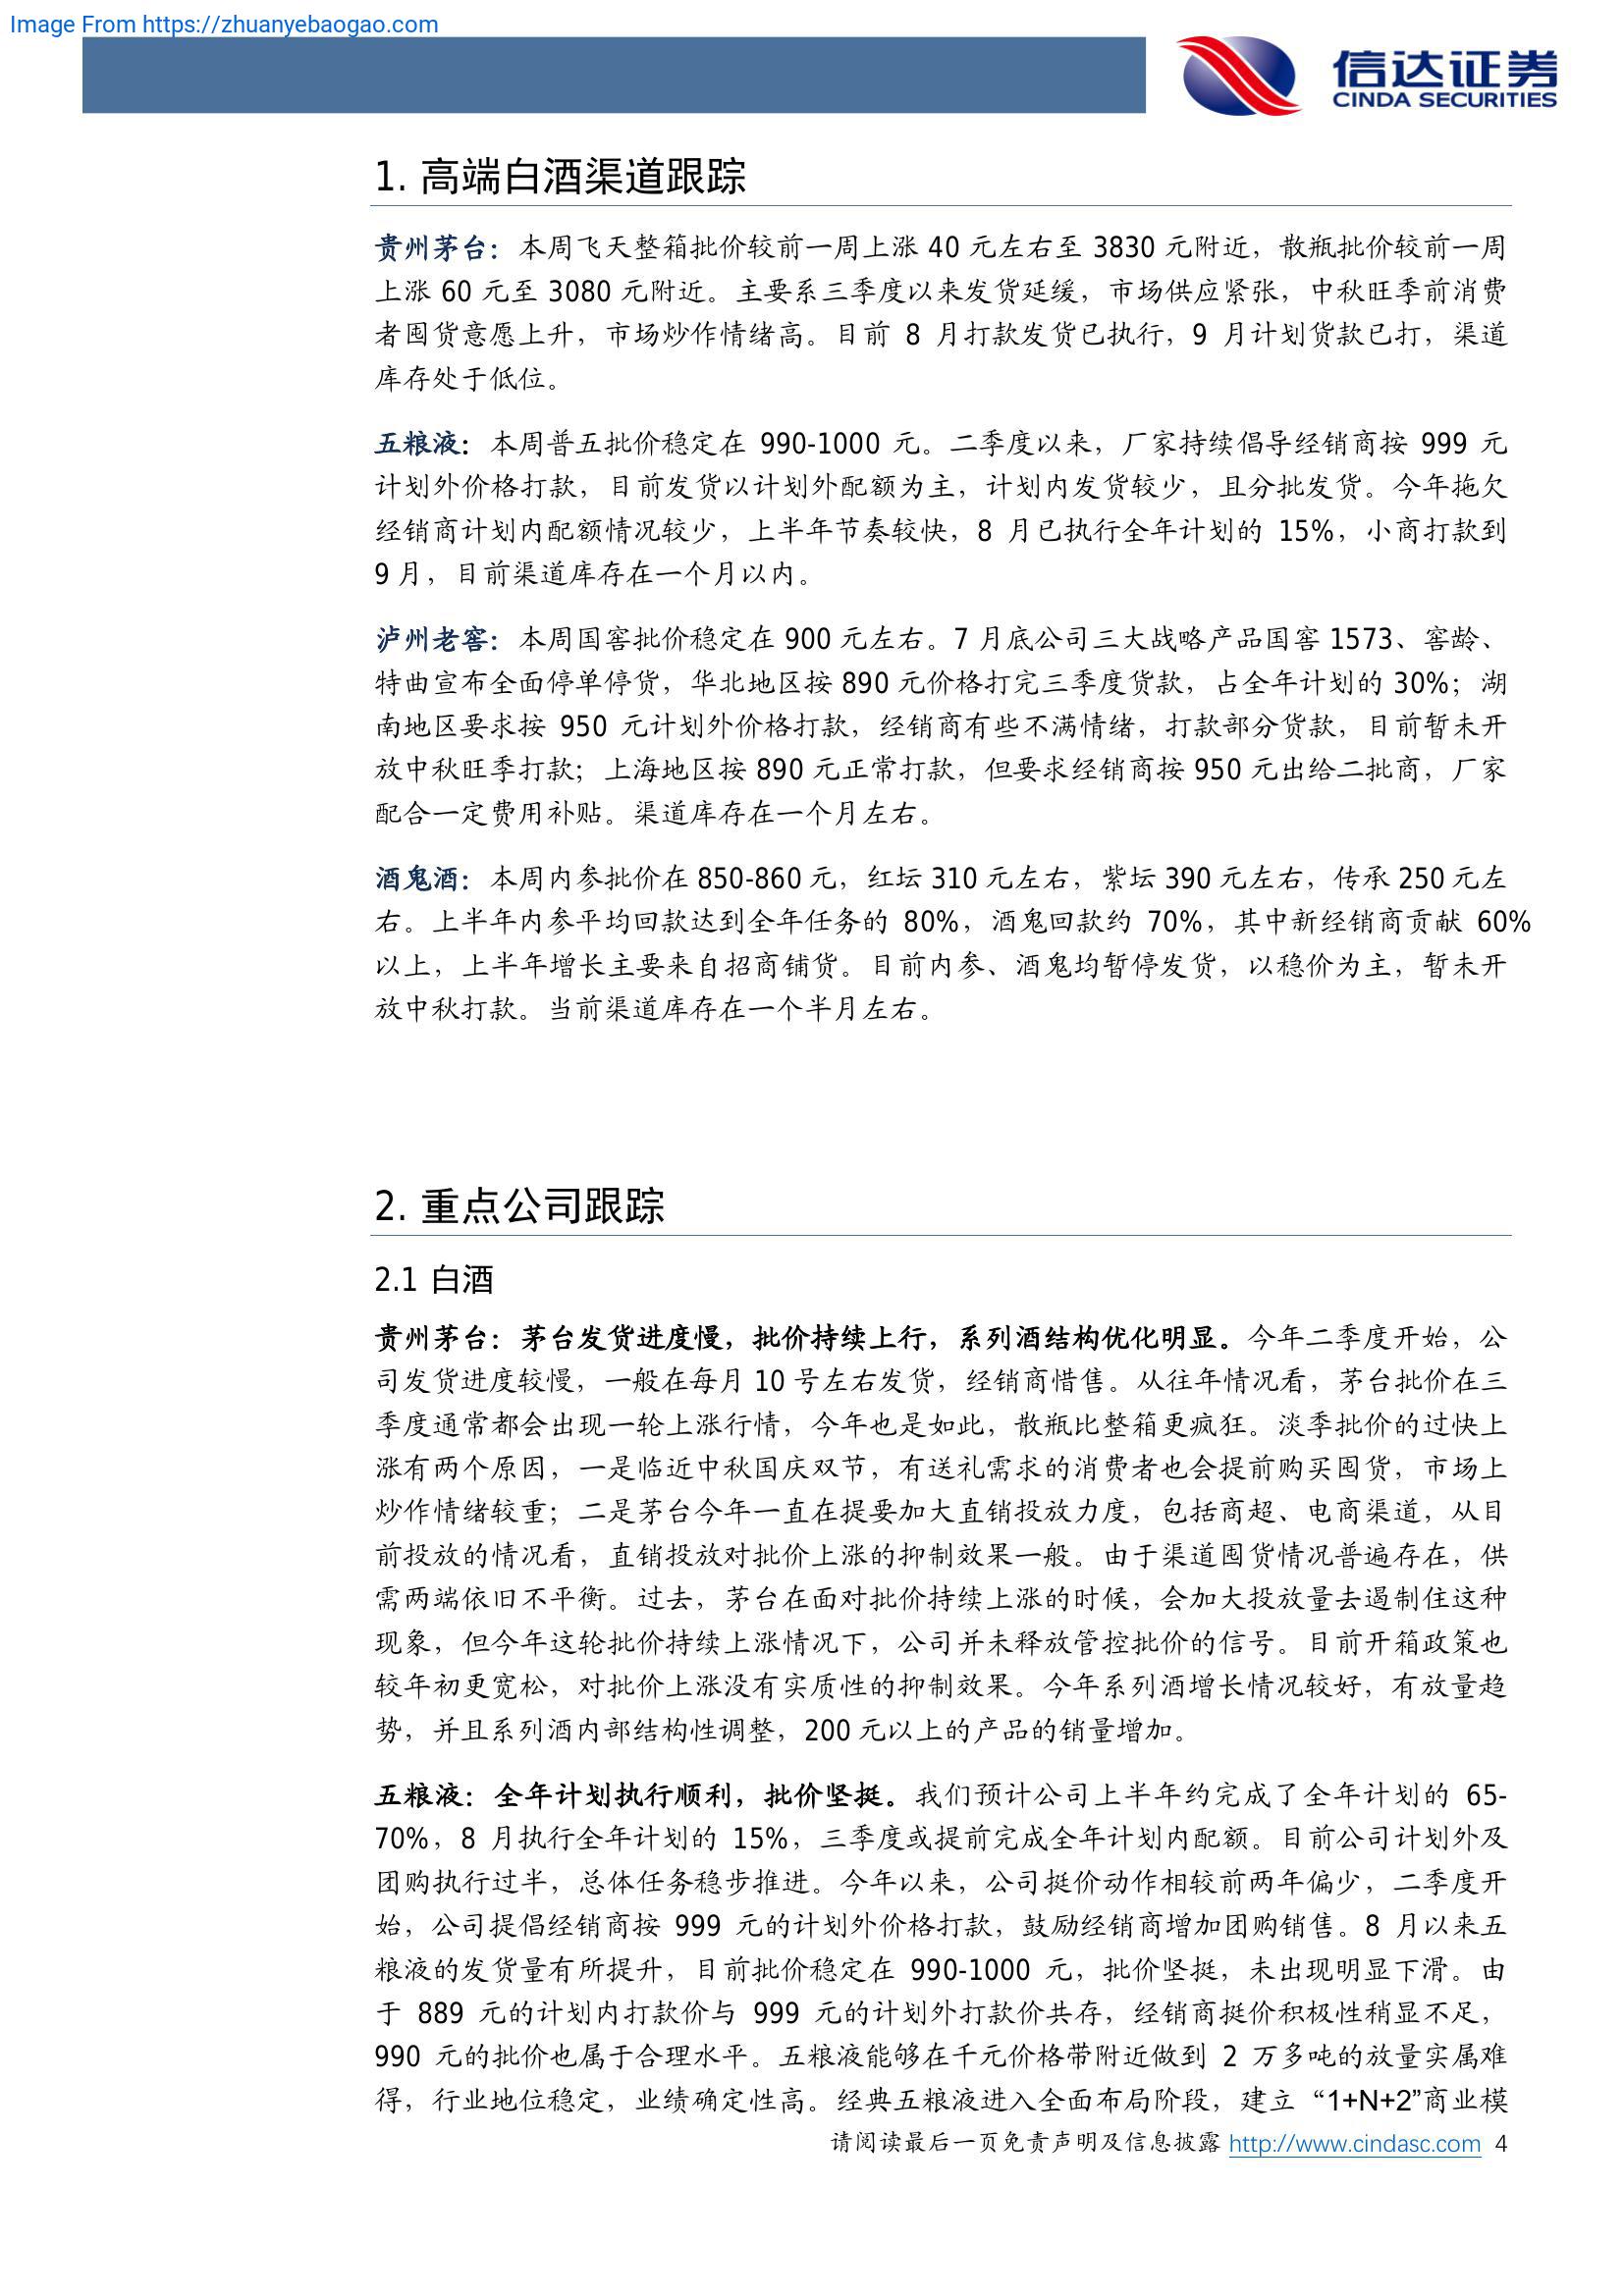 Image From https://zhuanyebaogao.com
信达证券
CINDA SECURITIES
1. 高端白酒渠道跟踪
贵州茅台：本周飞天整箱批价较前一周上涨 40 元左右至 3830 元附近，散瓶批价较前一周
上涨 60 元至 3080 元附近。主要系三季度以来发货延缓，市场供应紧张，中秋旺季前消费
者囤货意愿上升，市场炒作情绪高。目前 8 月打款发货已执行，9 月计划货款已打，渠道
库存处于低位。
五粮液：本周普五批价稳定在 990-1000 元。二季度以来，厂家持续倡导经销商按 999 元
计划外价格打款，目前发货以计划外配额为主，计划内发货较少，且分批发货。今年拖欠
经销商计划内配额情况较少，上半年节奏较快，8 月已执行全年计划的 15%，小商打款到
9 月，目前渠道库存在一个月以内。
泸州老窖：本周国窖批价稳定在 900 元左右。7 月底公司三大战略产品国窖 1573、窖龄、
特曲宣布全面停单停货，华北地区按 890 元价格打完三季度货款，占全年计划的 30%；湖
南地区要求按 950 元计划外价格打款，经销商有些不满情绪，打款部分货款，目前暂未开
放中秋旺季打款；上海地区按 890 元正常打款，但要求经销商按 950 元出给二批商，厂家
配合一定费用补贴。渠道库存在一个月左右。
酒鬼酒：本周内参批价在 850-860 元，红坛 310 元左右，紫坛 390 元左右，传承 250 元左
右。上半年内参平均回款达到全年任务的 80%，酒鬼回款约 70%，其中新经销商贡献 60%
以上，上半年增长主要来自招商铺货。目前内参、酒鬼均暂停发货，以稳价为主，暂未开
放中秋打款。当前渠道库存在一个半月左右。
2. 重点公司跟踪
2.1 白酒
贵州茅台：茅台发货进度慢，批价持续上行，系列酒结构优化明显。今年二季度开始，公
司发货进度较慢，一般在每月 10 号左右发货，经销商惜售。从往年情况看，茅台批价在三
季度通常都会出现一轮上涨行情，今年也是如此，散瓶比整箱更疯狂。淡季批价的过快上
涨有两个原因，一是临近中秋国庆双节，有送礼需求的消费者也会提前购买囤货，市场上
炒作情绪较重；二是茅台今年一直在提要加大直销投放力度，包括商超、电商渠道，从目
前投放的情况看，直销投放对批价上涨的抑制效果一般。由于渠道囤货情况普遍存在，供
需两端依旧不平衡。过去，茅台在面对批价持续上涨的时候，会加大投放量去遏制住这种
现象，但今年这轮批价持续上涨情况下，公司并未释放管控批价的信号。目前开箱政策也
较年初更宽松，对批价上涨没有实质性的抑制效果。今年系列酒增长情况较好，有放量趋
势，并且系列酒内部结构性调整，200 元以上的产品的销量增加。
五粮液：全年计划执行顺利，批价坚挺。我们预计公司上半年约完成了全年计划的 65-
70%，8 月执行全年计划的 15%，三季度或提前完成全年计划内配额。目前公司计划外及
团购执行过半，总体任务稳步推进。今年以来，公司挺价动作相较前两年偏少，二季度开
始，公司提倡经销商按 999 元的计划外价格打款，鼓励经销商增加团购销售。8 月以来五
粮液的发货量有所提升，目前批价稳定在 990-1000 元，批价坚挺，未出现明显下滑。由
于 889 元的计划内打款价与 999 元的计划外打款价共存，经销商挺价积极性稍显不足，
990 元的批价也属于合理水平。五粮液能够在千元价格带附近做到 2 万多吨的放量实属难
得，行业地位稳定，业绩确定性高。经典五粮液进入全面布局阶段，建立“1+N+2”商业模
请阅读最后一页免责声明及信息披露 http://www.cindasc.com 4